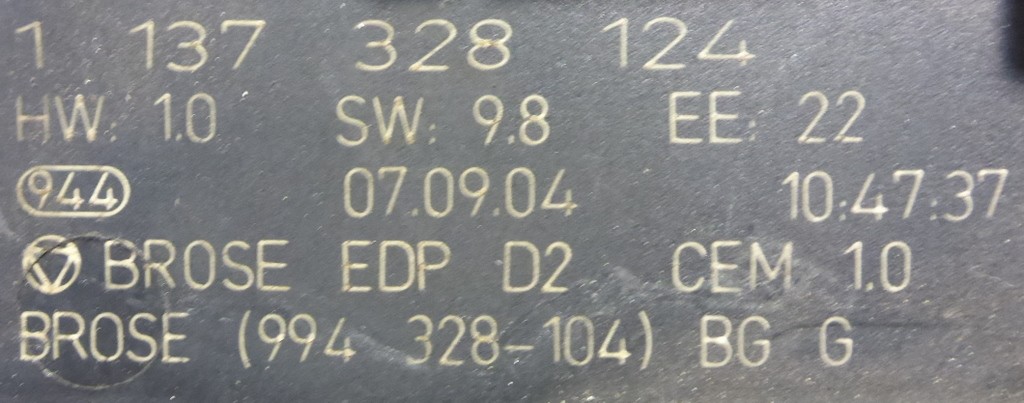 1 137 328 124
HW: 1.0 SW: 9.8 EE: 22
944 07.09.04 10:47:37
BROSE EDP D2 CEM 1.0
BROSE (994 328-104) BG G